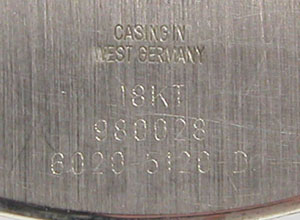 CASING IN
WEST GERMANY
18KT
980028
6020 5120 D